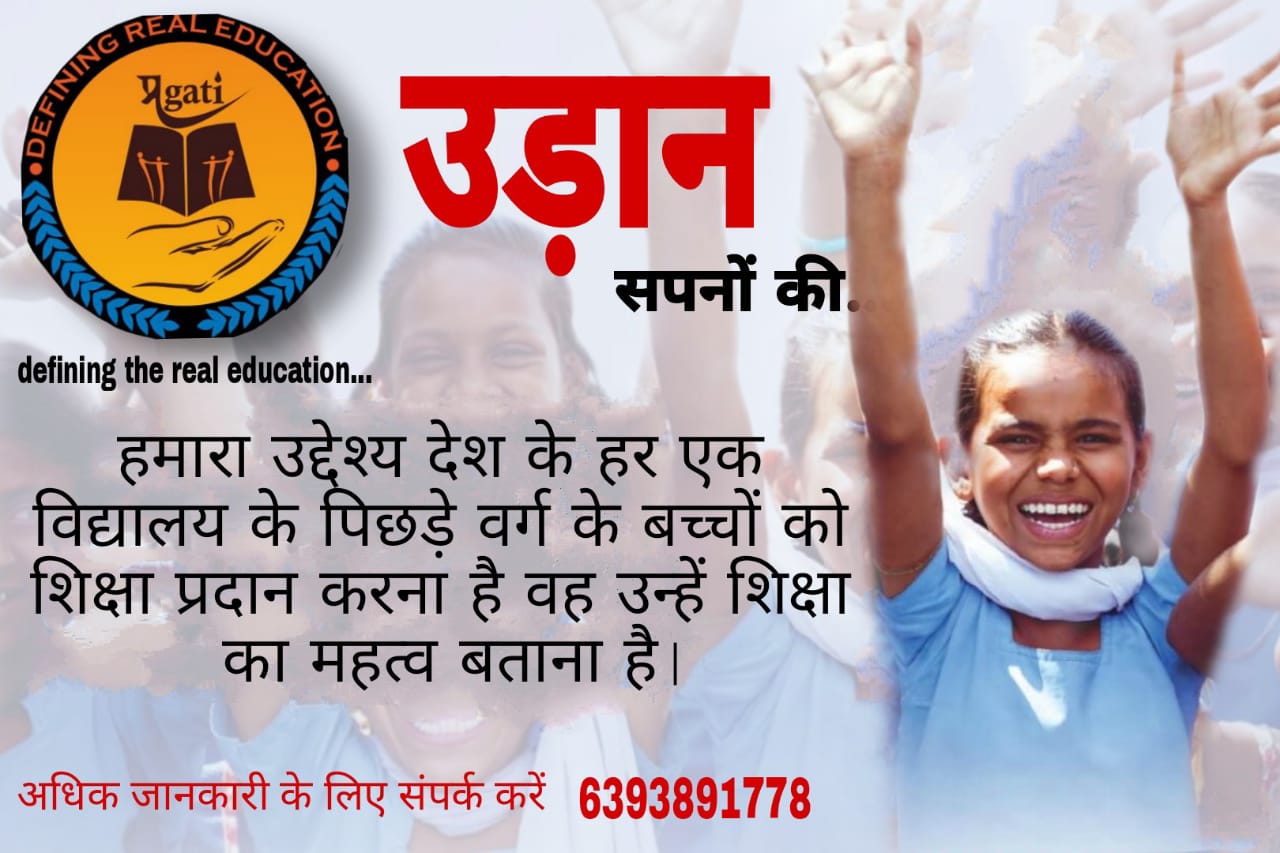 DEFINING REAL EDUCATION
प्रgati
उड़ान
सपनों की..
defining the real education...
हमारा उद्देश्य देश के हर एक
विद्यालय के पिछड़े वर्ग के बच्चों को
शिक्षा प्रदान करना है वह उन्हें शिक्षा
का महत्व बताना है।
अधिक जानकारी के लिए संपर्क करें 6393891778